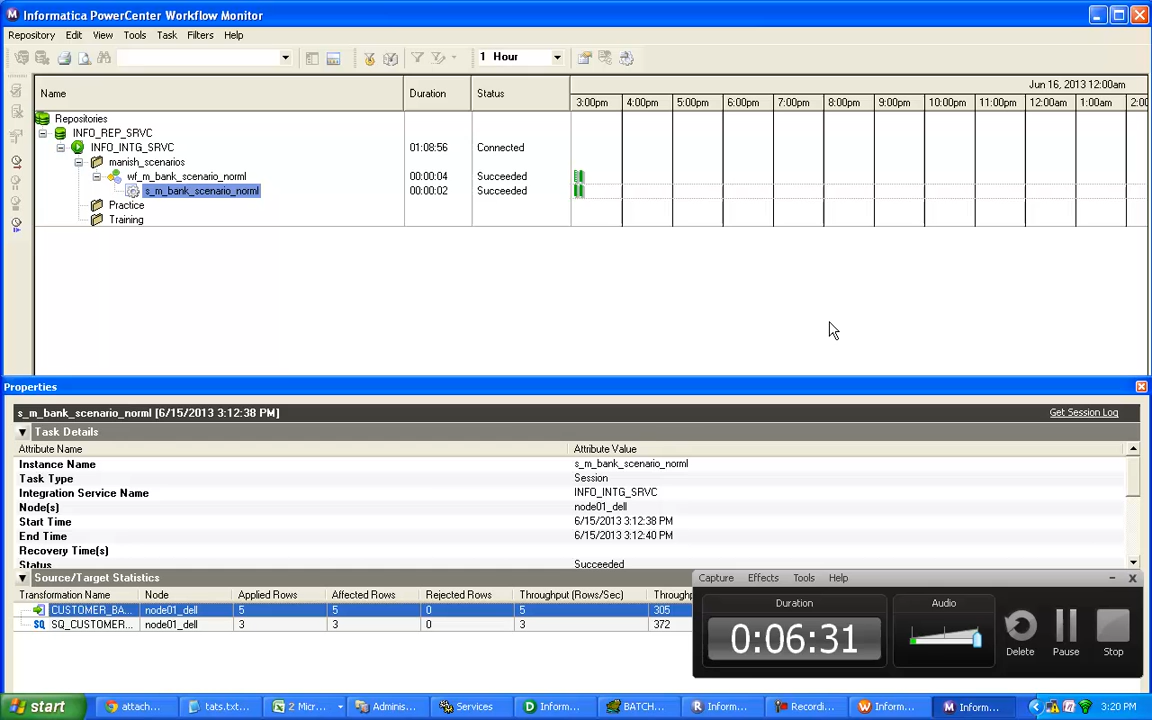 Informatica PowerCenter Workflow Monitor
Repository Edit View Tools Task Filters Help
1 Hour
Name Duration Status Jun 16, 2013 12:00am
3:00pm 4:00pm 5:00pm 6:00pm 7:00pm 8:00pm 9:00pm 10:00pm 11:00pm 12:00am 1:00am 2:00
Repositories
INFO_REP_SRVC
INFO_INTG_SRVC 01:08:56 Connected
manish_scenarios
wf_m_bank_scenario_norml 00:00:04 Succeeded
s_m_bank_scenario_norml 00:00:02 Succeeded
Practice
Training
Properties
s_m_bank_scenario_norml [6/15/2013 3:12:38 PM] Get Session Log
Task Details
Attribute Name Attribute Value
Instance Name s_m_bank_scenario_norml
Task Type Session
Integration Service Name INFO_INTG_SRVC
Node(s) node01_dell
Start Time 6/15/2013 3:12:38 PM
End Time 6/15/2013 3:12:40 PM
Recovery Time(s)
Status Succeeded
Source/Target Statistics
Transformation Name Node Applied Rows Affected Rows Rejected Rows Throughput (Rows/Sec) Throughp
CUSTOMER_BA... node01_dell 5 5 0 5 305
SQ SQ_CUSTOMER... node01_dell 3 3 0 3 372
Capture Effects Tools Help
Duration Audio
0:06:31
Delete Pause Stop
start attach... tats.txt... 2 Micr... Adminis... Services Inform... BATCH... Inform... Recordi... Inform... Inform... 3:20 PM